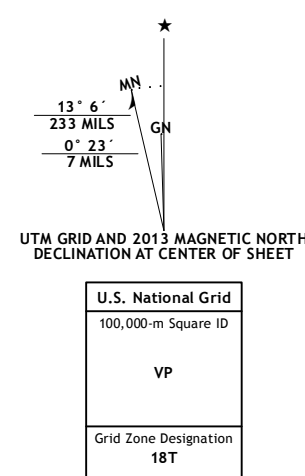 ★
MN
GN
13° 6´
233 MILS
0° 23´
7 MILS
UTM GRID AND 2013 MAGNETIC NORTH
DECLINATION AT CENTER OF SHEET
U.S. National Grid
100,000-m Square ID
VP
Grid Zone Designation
18T